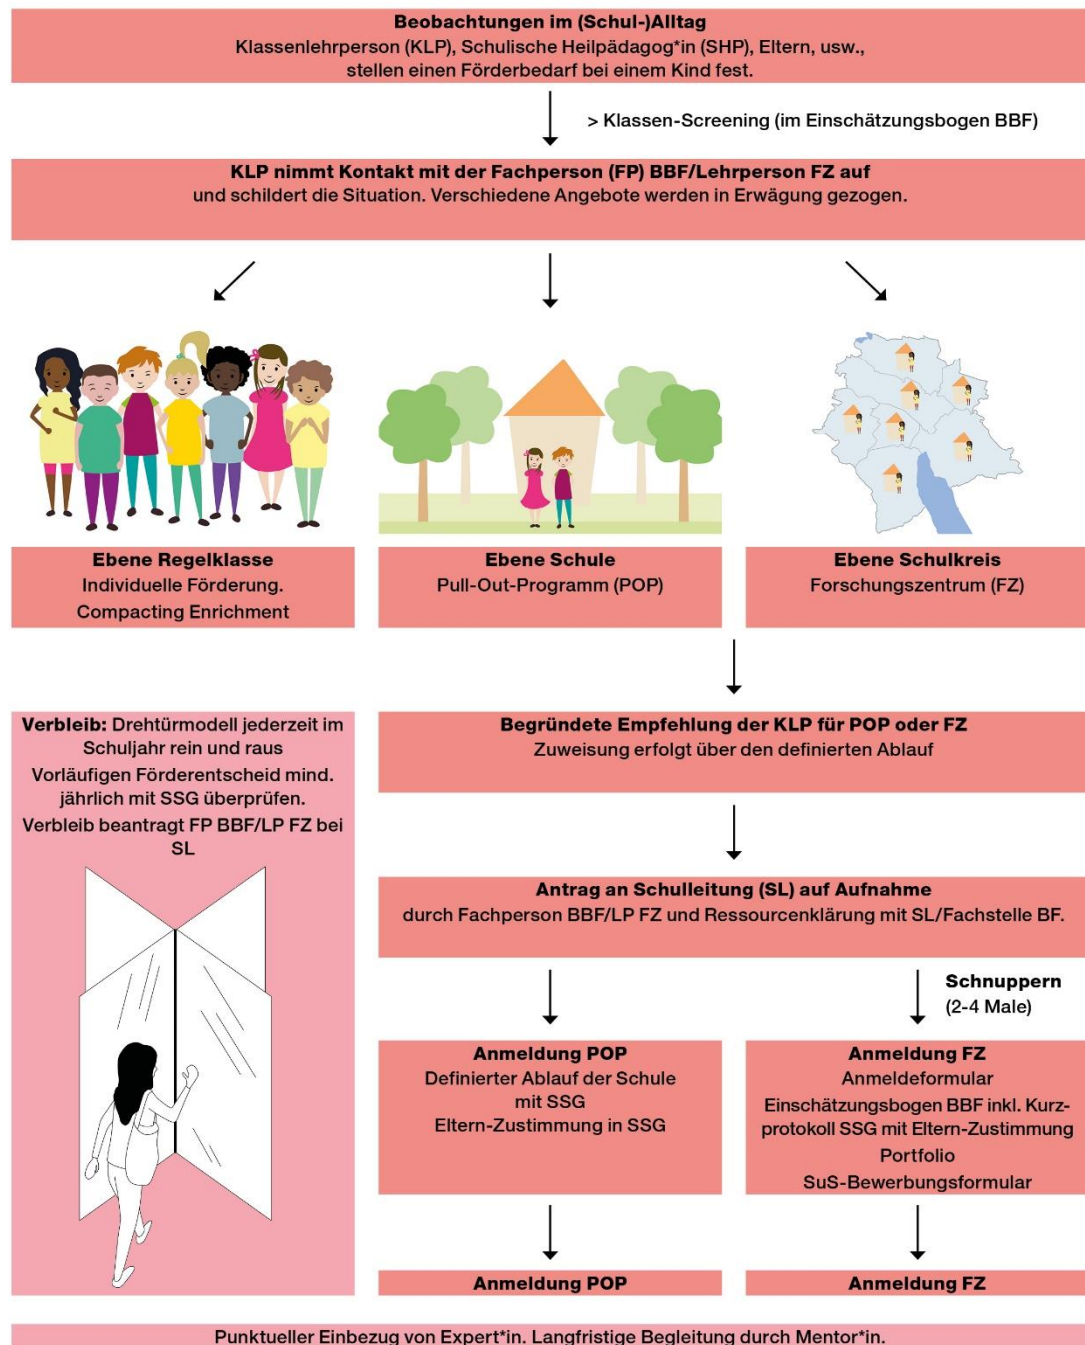 Beobachtungen im (Schul-)Alltag
Klassenlehrperson (KLP), Schulische Heilpädagog*in (SHP), Eltern, usw.,
stellen einen Förderbedarf bei einem Kind fest.
> Klassen-Screening (im Einschätzungsbogen BBF)
KLP nimmt Kontakt mit der Fachperson (FP) BBF/Lehrperson FZ auf
und schildert die Situation. Verschiedene Angebote werden in Erwägung gezogen.
Ebene Regelklasse
Individuelle Förderung.
Compacting Enrichment
Ebene Schule
Pull-Out-Programm (POP)
Ebene Schulkreis
Forschungszentrum (FZ)
Verbleib: Drehtürmodell jederzeit im
Schuljahr rein und raus
Vorläufigen Förderentscheid mind.
jährlich mit SSG überprüfen.
Verbleib beantragt FP BBF/LP FZ bei
SL
Begründete Empfehlung der KLP für POP oder FZ
Zuweisung erfolgt über den definierten Ablauf
Antrag an Schulleitung (SL) auf Aufnahme
durch Fachperson BBF/LP FZ und Ressourcenklärung mit SL/Fachstelle BF.
Schnuppern
(2-4 Male)
Anmeldung POP
Definierter Ablauf der Schule
mit SSG
Eltern-Zustimmung in SSG
Anmeldung FZ
Anmeldeformular
Einschätzungsbogen BBF inkl. Kurz-
protokoll SSG mit Eltern-Zustimmung
Portfolio
SuS-Bewerbungsformular
Anmeldung POP
Anmeldung FZ
Punktueller Einbezug von Expert*in. Langfristige Begleitung durch Mentor*in.